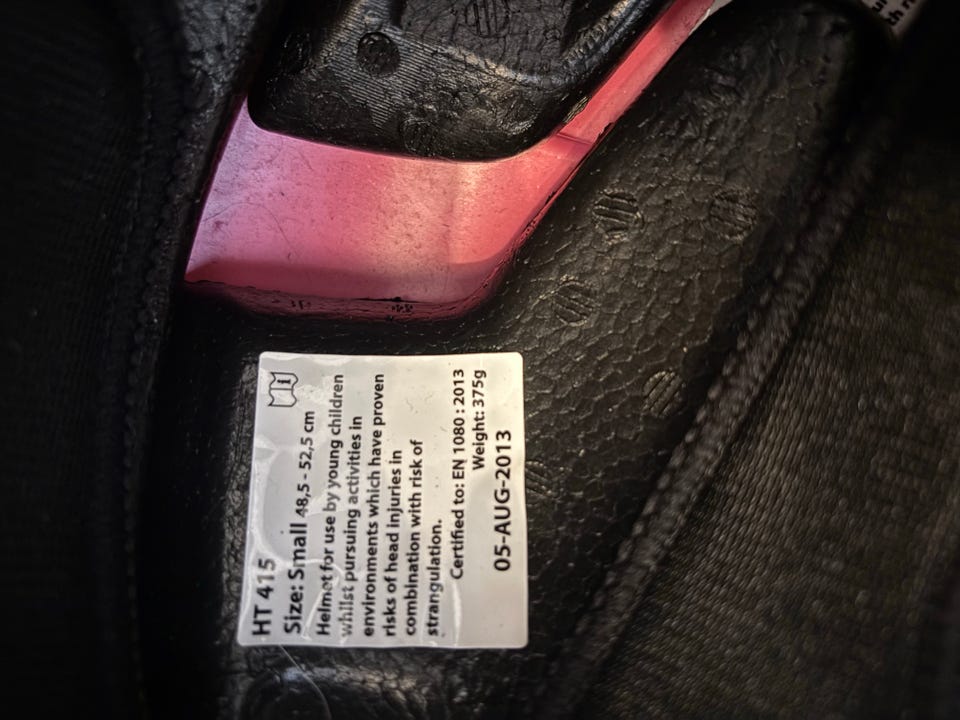 HT 415
Size: Small 48,5 - 52,5 cm
Helmet for use by young children
whilst pursuing activities in
environments which have proven
risks of head injuries in
combination with risk of
strangulation.
Certified to: EN 1080 : 2013
Weight: 375g
05-AUG-2013